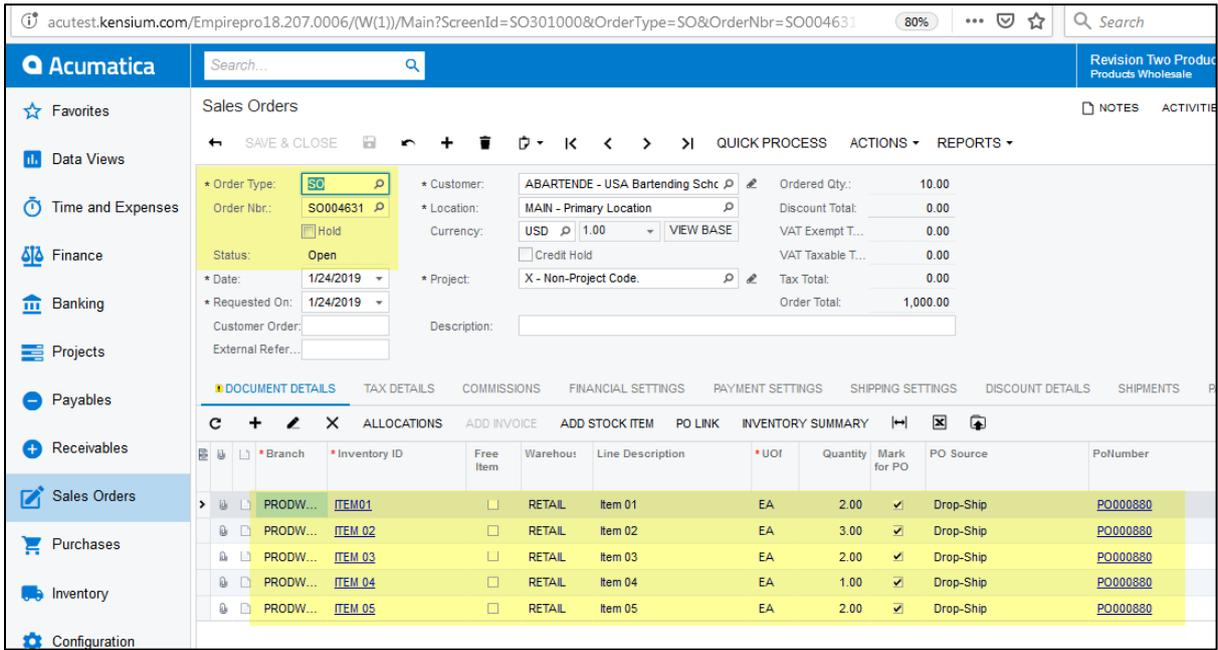 acutest.kensium.com/Empirepro18.207.0006/(W(1))/Main?ScreenId=SO301000&OrderType=SO&OrderNbr=SO004631 80% Search
Acumatica Search... Revision Two Produc
Products Wholesale
Favorites
Data Views
Time and Expenses
Finance
Banking
Projects
Payables
Receivables
Sales Orders
Purchases
Inventory
Configuration
Sales Orders NOTES ACTIVITIE
SAVE & CLOSE QUICK PROCESS ACTIONS REPORTS
* Order Type: SO * Customer: ABARTENDE - USA Bartending Schc Ordered Qty.: 10.00
Order Nbr.: SO004631 * Location: MAIN - Primary Location Discount Total: 0.00
Hold Currency: USD 1.00 VIEW BASE VAT Exempt T... 0.00
Status: Open Credit Hold VAT Taxable T... 0.00
* Date: 1/24/2019 * Project: X - Non-Project Code. Tax Total: 0.00
* Requested On: 1/24/2019 Order Total: 1,000.00
Customer Order: Description:
External Refer...
DOCUMENT DETAILS TAX DETAILS COMMISSIONS FINANCIAL SETTINGS PAYMENT SETTINGS SHIPPING SETTINGS DISCOUNT DETAILS SHIPMENTS
ALLOCATIONS ADD INVOICE ADD STOCK ITEM PO LINK INVENTORY SUMMARY
* Branch * Inventory ID Free Item Warehous Line Description * UOM Quantity Mark for PO PO Source PoNumber
PRODW... ITEM01 RETAIL Item 01 EA 2.00 Drop-Ship PO000880
PRODW... ITEM 02 RETAIL Item 02 EA 3.00 Drop-Ship PO000880
PRODW... ITEM 03 RETAIL Item 03 EA 2.00 Drop-Ship PO000880
PRODW... ITEM 04 RETAIL Item 04 EA 1.00 Drop-Ship PO000880
PRODW... ITEM 05 RETAIL Item 05 EA 2.00 Drop-Ship PO000880